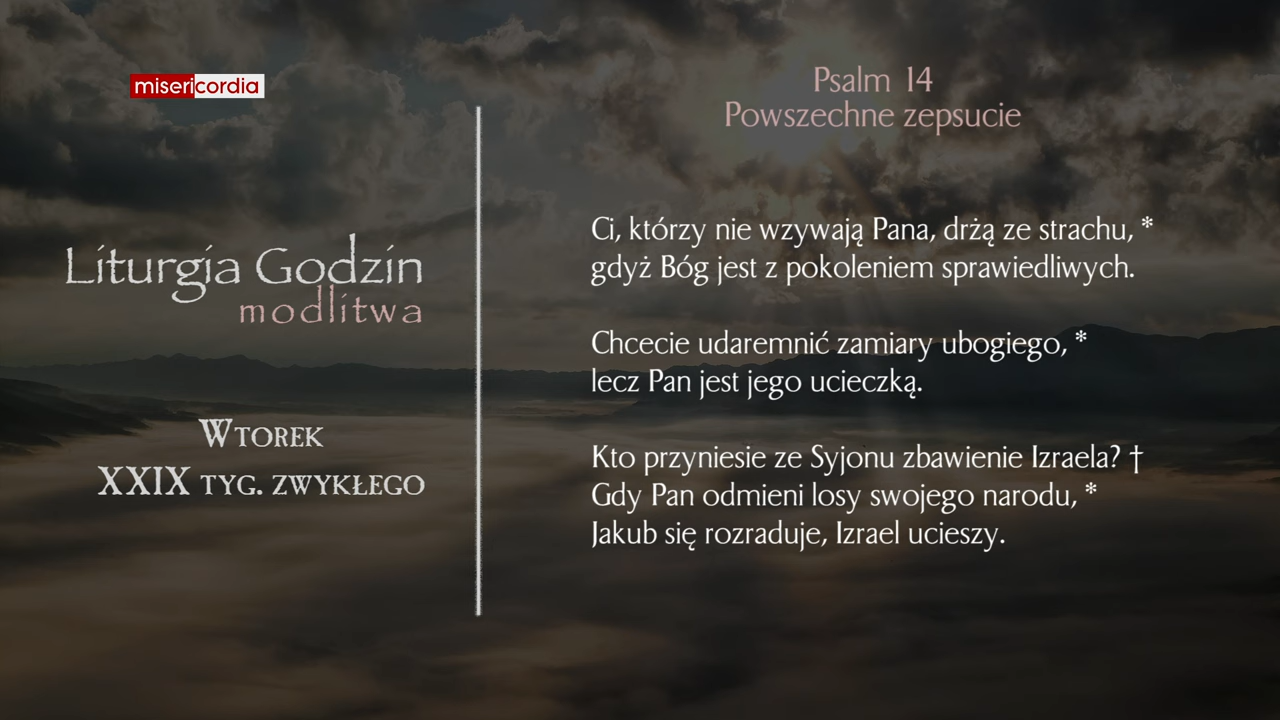 misericordia
Liturgia Godzin
modlitwa
Wtorek
XXIX tyg. zwykłego
Psalm 14
Powszechne zepsucie
Ci, którzy nie wzywają Pana, drżą ze strachu, *
gdyż Bóg jest z pokoleniem sprawiedliwych.
Chcecie udaremnić zamiary ubogiego, *
lecz Pan jest jego ucieczką.
Kto przyniesie ze Syjonu zbawienie Izraela? †
Gdy Pan odmieni losy swojego narodu, *
Jakub się rozraduje, Izrael ucieszy.